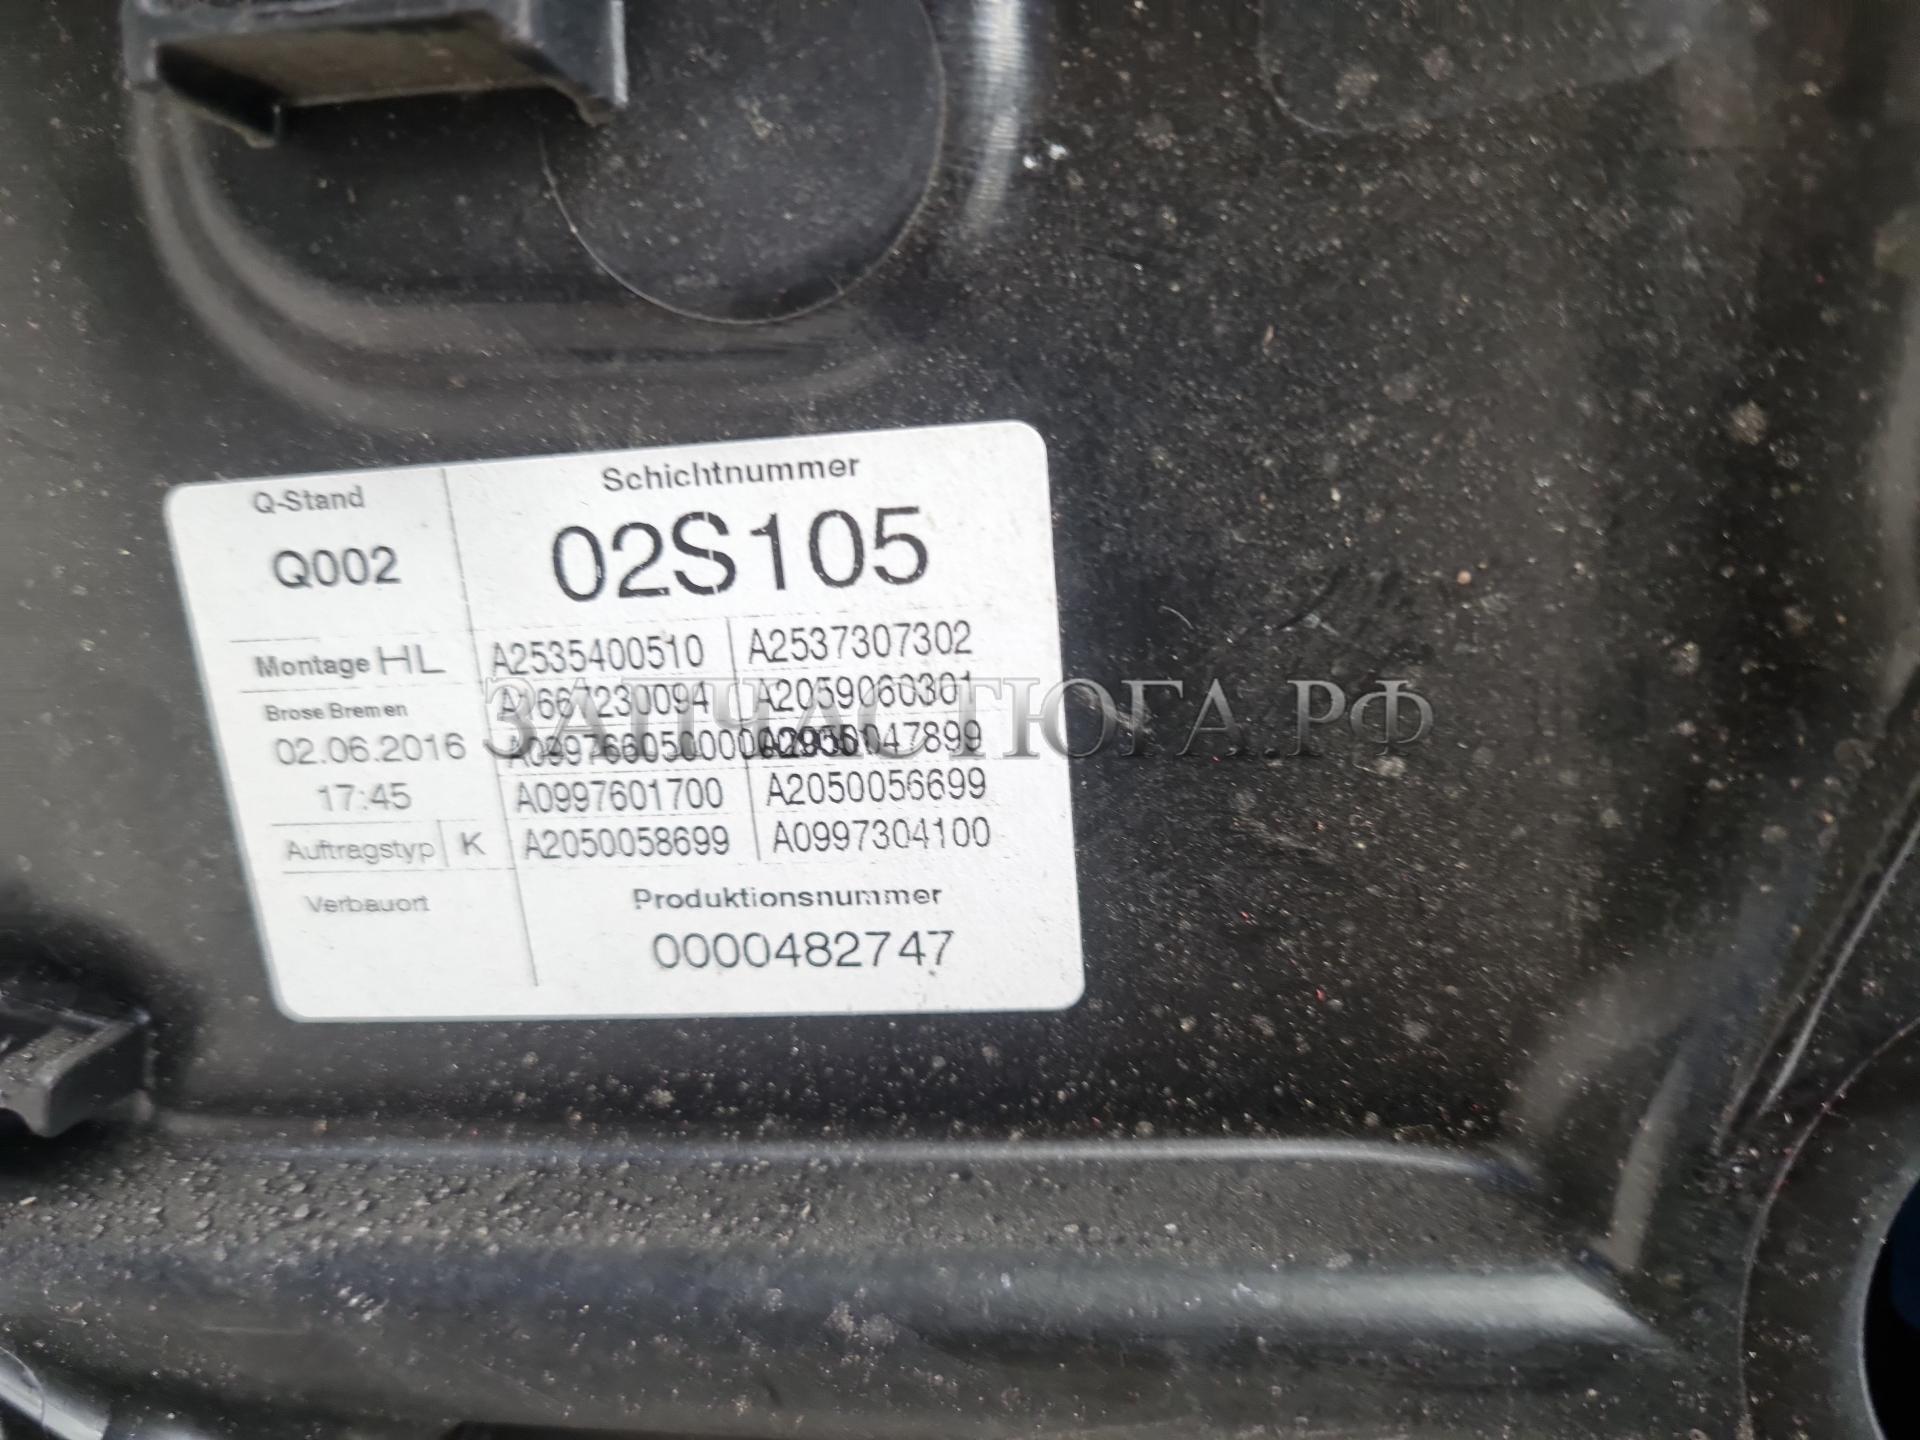 Q-Stand
Schichtnummer
Q002
02S105
Montage HL
A2535400510 A2537307302
A2059060301
Brose Bremen
02.06.2016
17:45
A0997601700 A2050056699
Auftragstyp K
A2050058699 A0997304100
Verbauort
Produktionsnummer
0000482747
ЗАПЧАСТЮГА.РФ